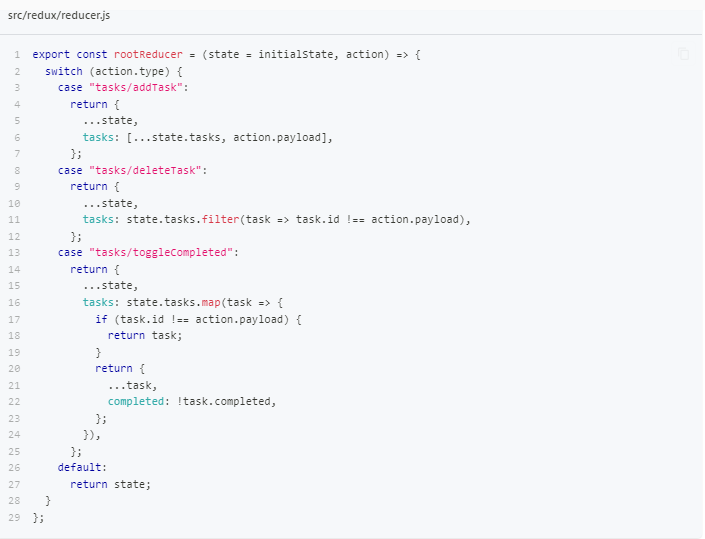 src/redux/reducer.js
1 export const rootReducer = (state = initialState, action) => {
2   switch (action.type) {
3     case "tasks/addTask":
4       return {
5         ...state,
6         tasks: [...state.tasks, action.payload],
7       };
8     case "tasks/deleteTask":
9       return {
10         ...state,
11         tasks: state.tasks.filter(task => task.id !== action.payload),
12       };
13     case "tasks/toggleCompleted":
14       return {
15         ...state,
16         tasks: state.tasks.map(task => {
17           if (task.id !== action.payload) {
18             return task;
19           }
20           return {
21             ...task,
22             completed: !task.completed,
23           };
24         }),
25       };
26     default:
27       return state;
28   }
29 };